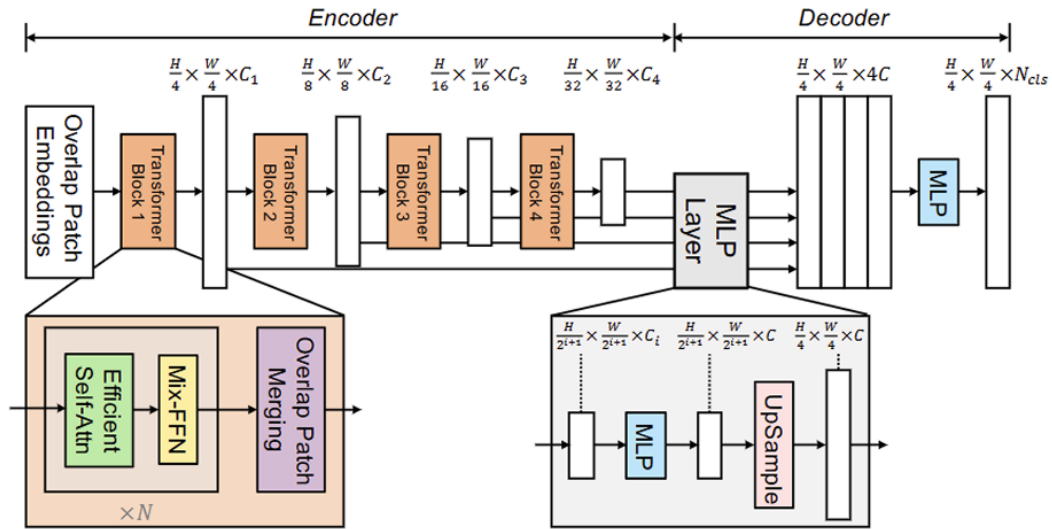 Encoder
Decoder
H/4 × W/4 × C₁
H/8 × W/8 × C₂
H/16 × W/16 × C₃
H/32 × W/32 × C₄
H/4 × W/4 × 4C
H/4 × W/4 × N_cls
Overlap Patch
Embeddings
Transformer
Block 1
Transformer
Block 2
Transformer
Block 3
Transformer
Block 4
MLP
Layer
MLP
Efficient
Self-Attn
Mix-FFN
Overlap Patch
Merging
×N
H/2^{i+1} × W/2^{i+1} × C_i
H/2^{i+1} × W/2^{i+1} × C
H/4 × W/4 × C
MLP
UpSample